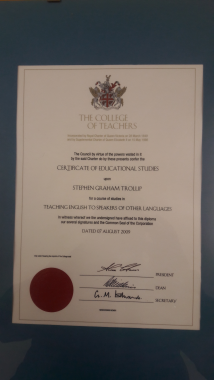 THE COLLEGE
OF TEACHERS
The Council by virtue of the powers vested in it
by the said Charter do by these presents confer the
CERTIFICATE OF EDUCATIONAL STUDIES
upon
STEPHEN GRAHAM TROLLIP
for a course of studies in
TEACHING ENGLISH TO SPEAKERS OF OTHER LANGUAGES
In witness whereof we the undersigned have affixed to this diploma
our several signatures and the Common Seal of the Corporation
DATED AUGUST
PRESIDENT
DEAN
SECRETARY